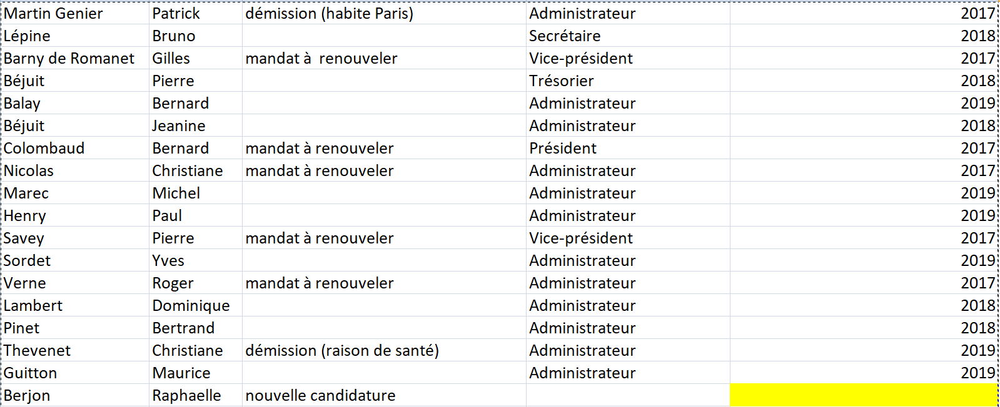 Martin Genier Patrick démission (habite Paris) Administrateur 2017
Lépine Bruno Secrétaire 2018
Barny de Romanet Gilles mandat à  renouveler Vice-président 2017
Béjuit Pierre Trésorier 2018
Balay Bernard Administrateur 2019
Béjuit Jeanine Administrateur 2018
Colombaud Bernard mandat à renouveler Président 2017
Nicolas Christiane mandat à renouveler Administrateur 2017
Marec Michel Administrateur 2019
Henry Paul Administrateur 2019
Savey Pierre mandat à renouveler Vice-président 2017
Sordet Yves Administrateur 2019
Verne Roger mandat à renouveler Administrateur 2017
Lambert Dominique Administrateur 2018
Pinet Bertrand Administrateur 2018
Thevenet Christiane démission (raison de santé) Administrateur 2019
Guitton Maurice Administrateur 2019
Berjon Raphaelle nouvelle candidature